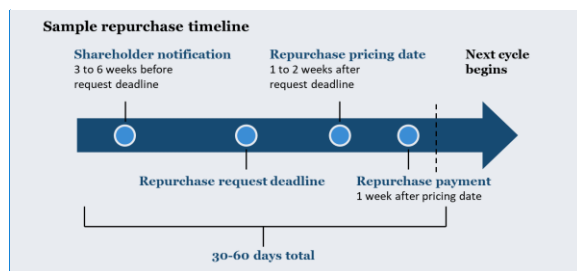 Sample repurchase timeline
Shareholder notification
3 to 6 weeks before
request deadline
Repurchase pricing date
1 to 2 weeks after
request deadline
Next cycle
begins
Repurchase request deadline
Repurchase payment
1 week after pricing date
30-60 days total